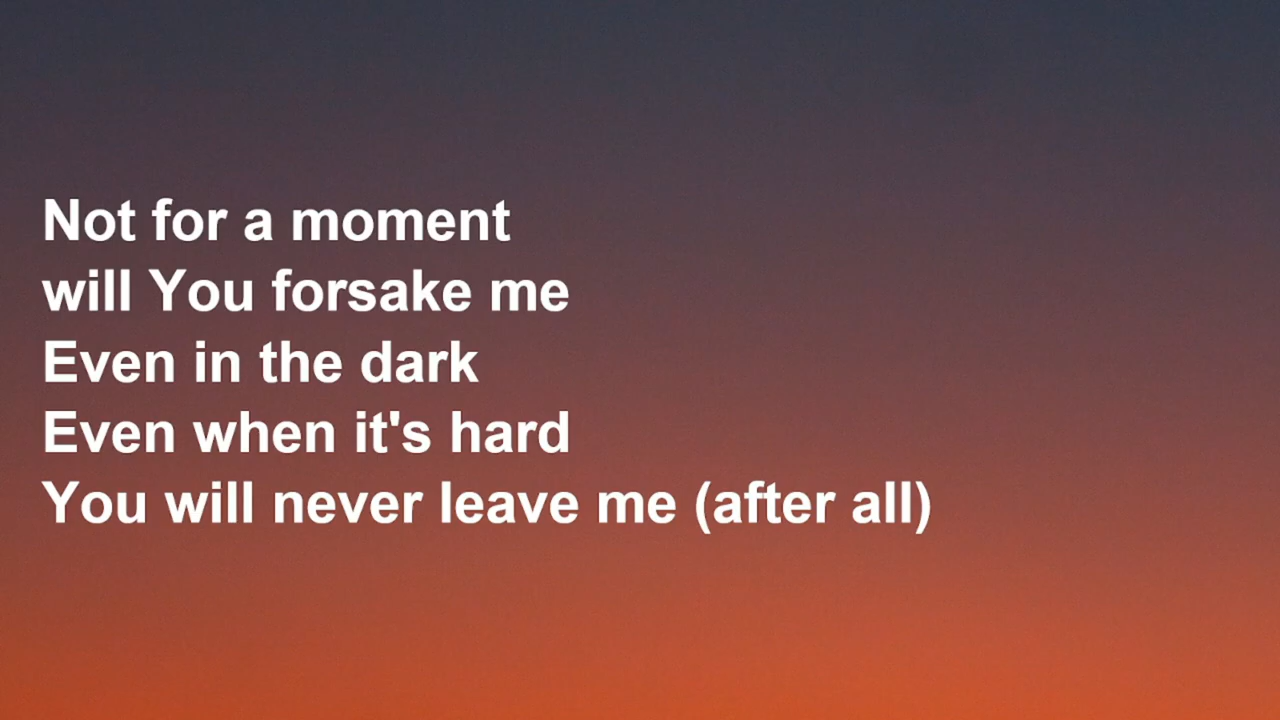 Not for a moment
will You forsake me
Even in the dark
Even when it's hard
You will never leave me (after all)